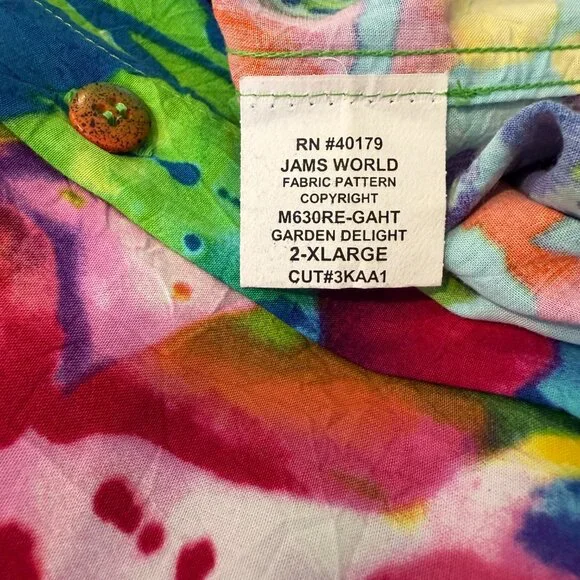 RN #40179
JAMS WORLD
FABRIC PATTERN
COPYRIGHT
M630RE-GAHT
GARDEN DELIGHT
2-XLARGE
CUT#3KAA1